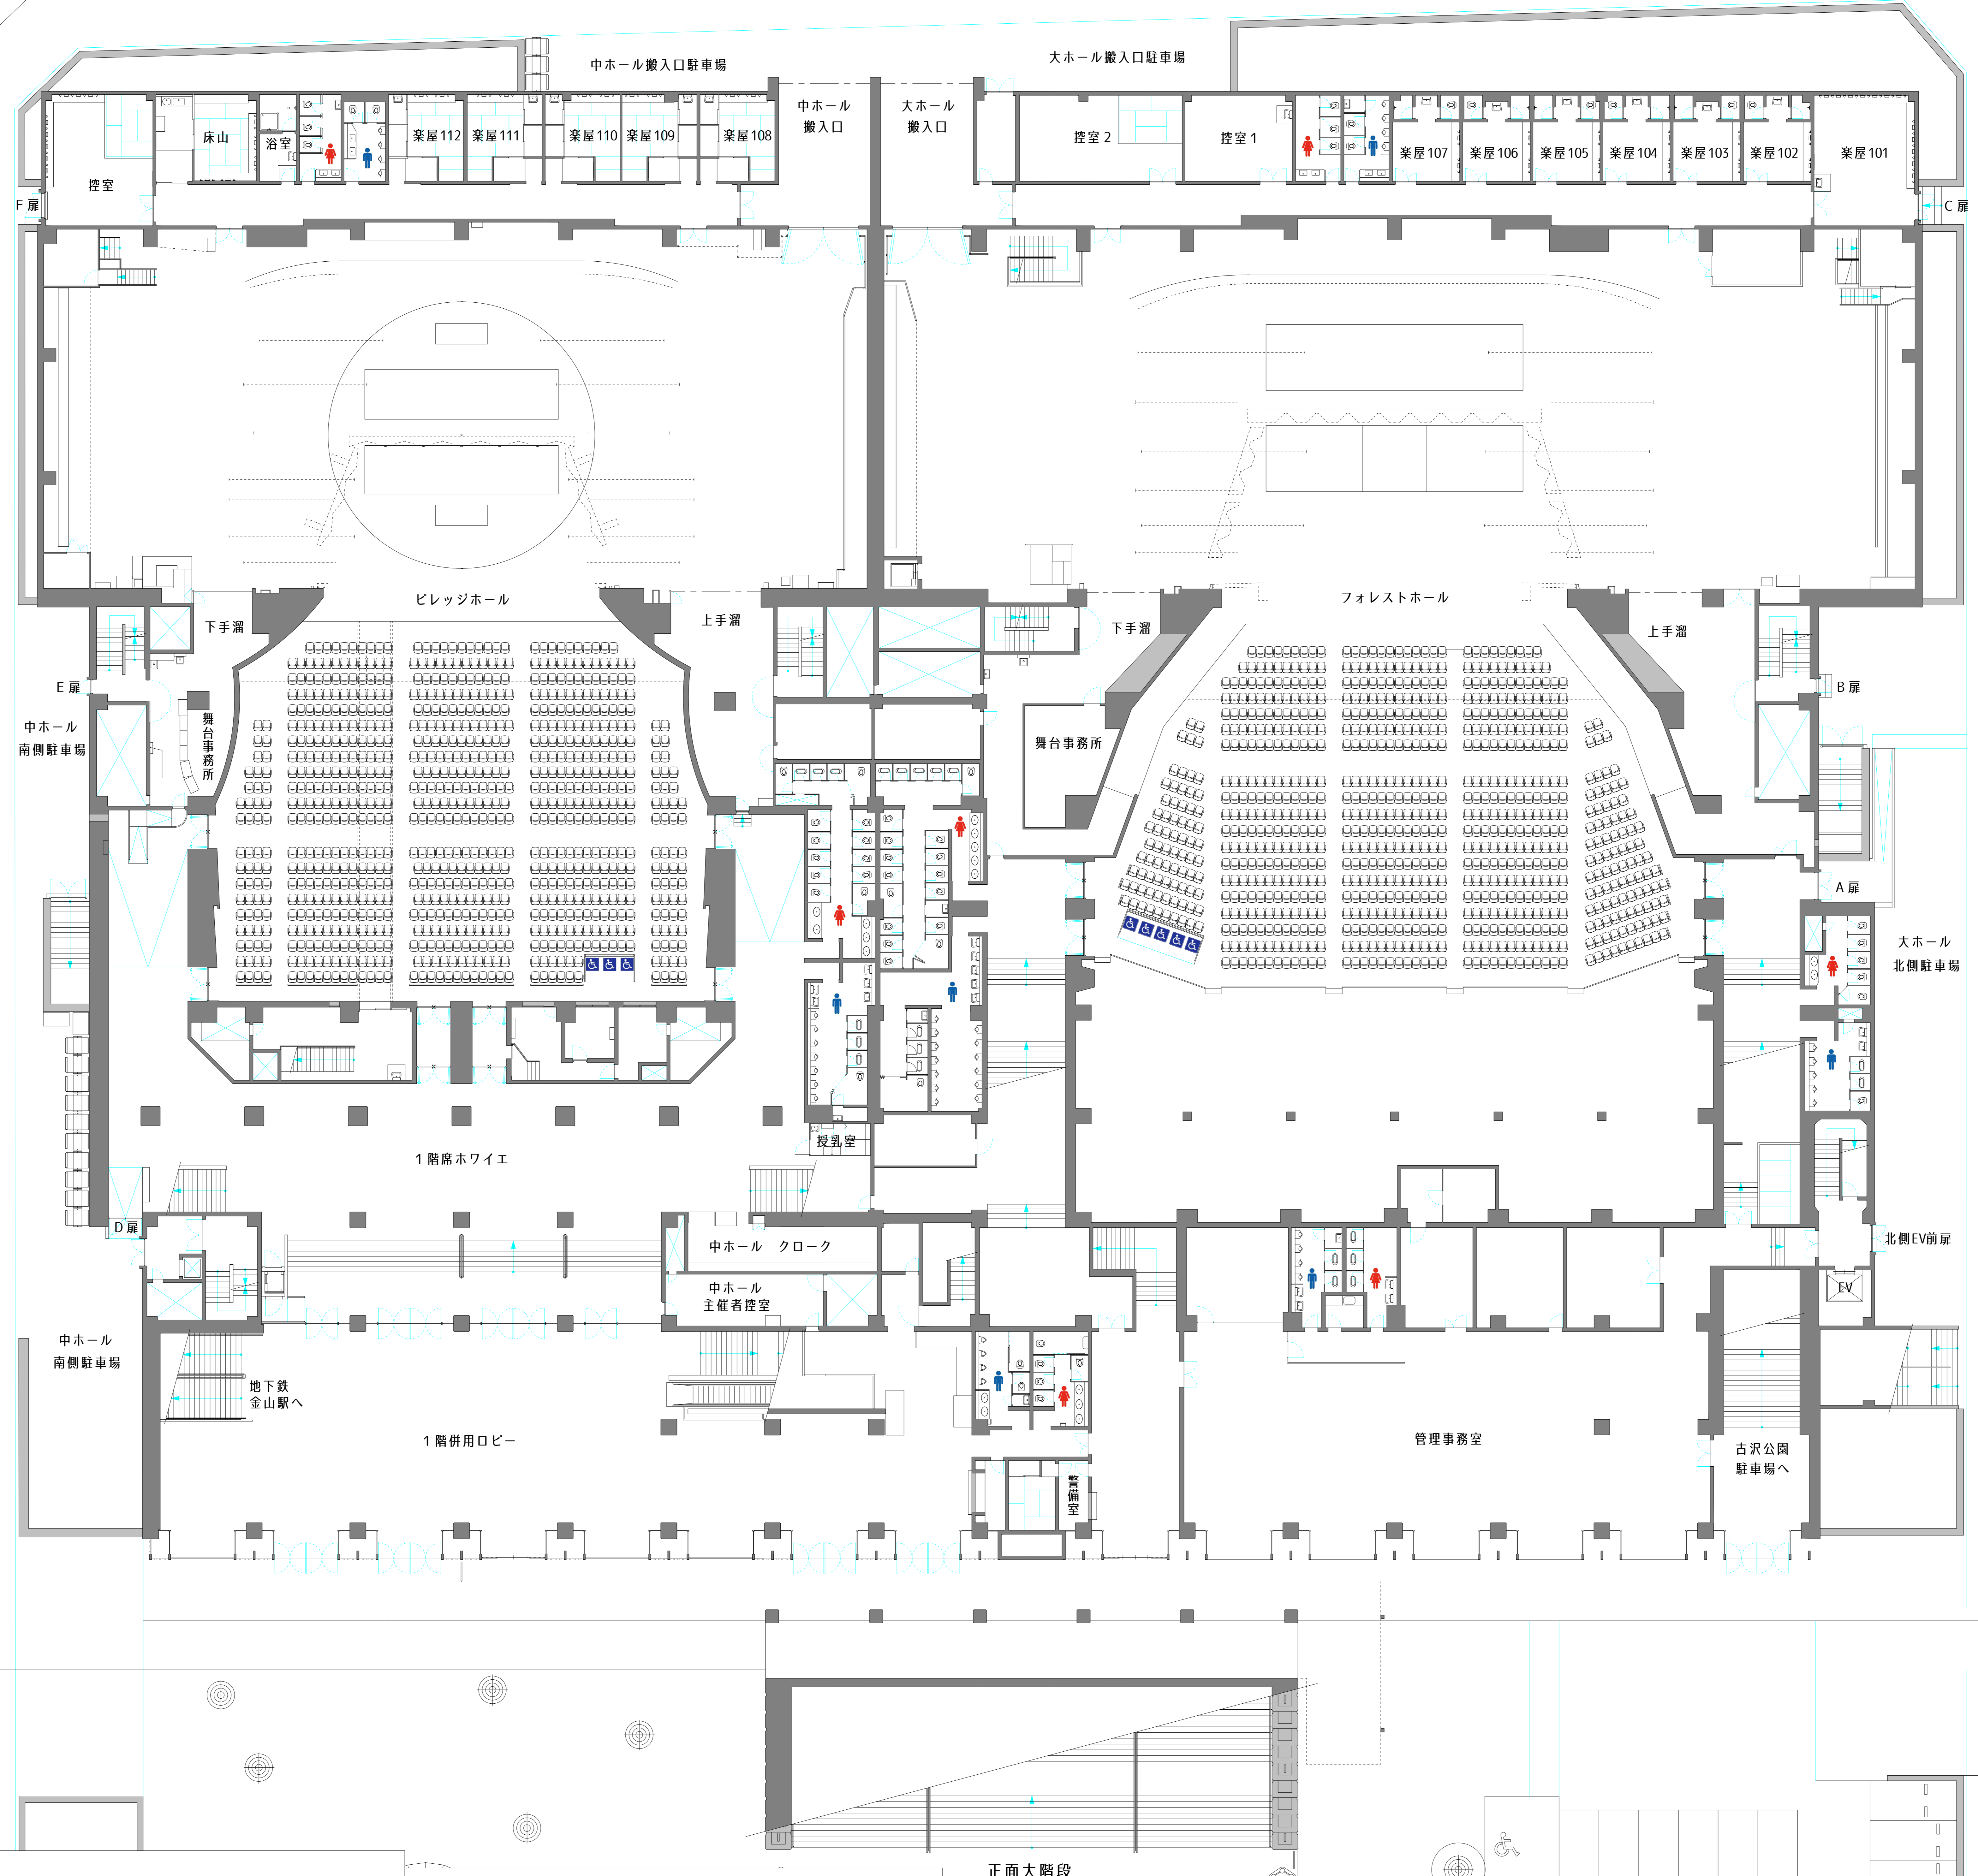 中ホール搬入口駐車場
大ホール搬入口駐車場
控室
床山
浴室
楽屋112
楽屋111
楽屋110
楽屋109
楽屋108
中ホール
搬入口
大ホール
搬入口
控室2
控室1
楽屋107
楽屋106
楽屋105
楽屋104
楽屋103
楽屋102
楽屋101
F扉
C扉
ビレッジホール
フォレストホール
下手溜
上手溜
下手溜
上手溜
E扉
B扉
中ホール
南側駐車場
舞台事務所
舞台事務所
A扉
大ホール
北側駐車場
授乳室
1階席ホワイエ
D扉
中ホール　クローク
北側EV前扉
中ホール
主催者控室
EV
中ホール
南側駐車場
地下鉄
金山駅へ
1階併用ロビー
管理事務室
古沢公園
駐車場へ
警備室
正面大階段